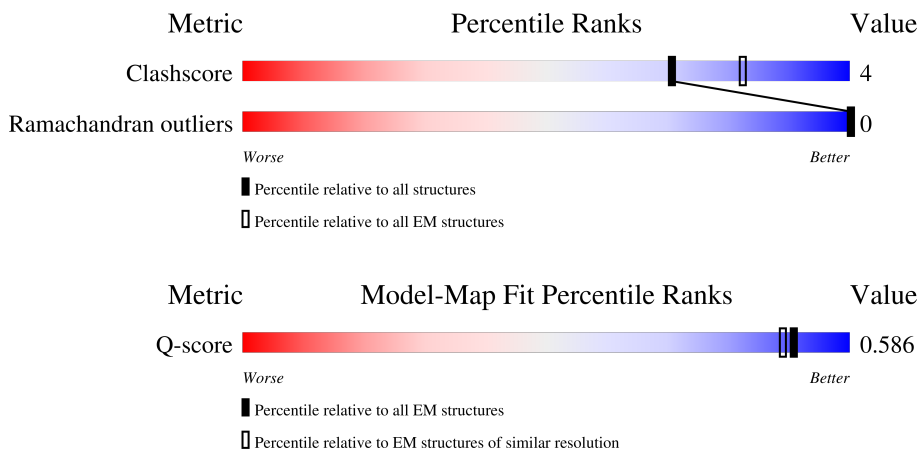 Metric Percentile Ranks Value
Clashscore 4
Ramachandran outliers 0
Worse Better
Percentile relative to all structures
Percentile relative to all EM structures
Metric Model-Map Fit Percentile Ranks Value
Q-score 0.586
Worse Better
Percentile relative to all EM structures
Percentile relative to EM structures of similar resolution